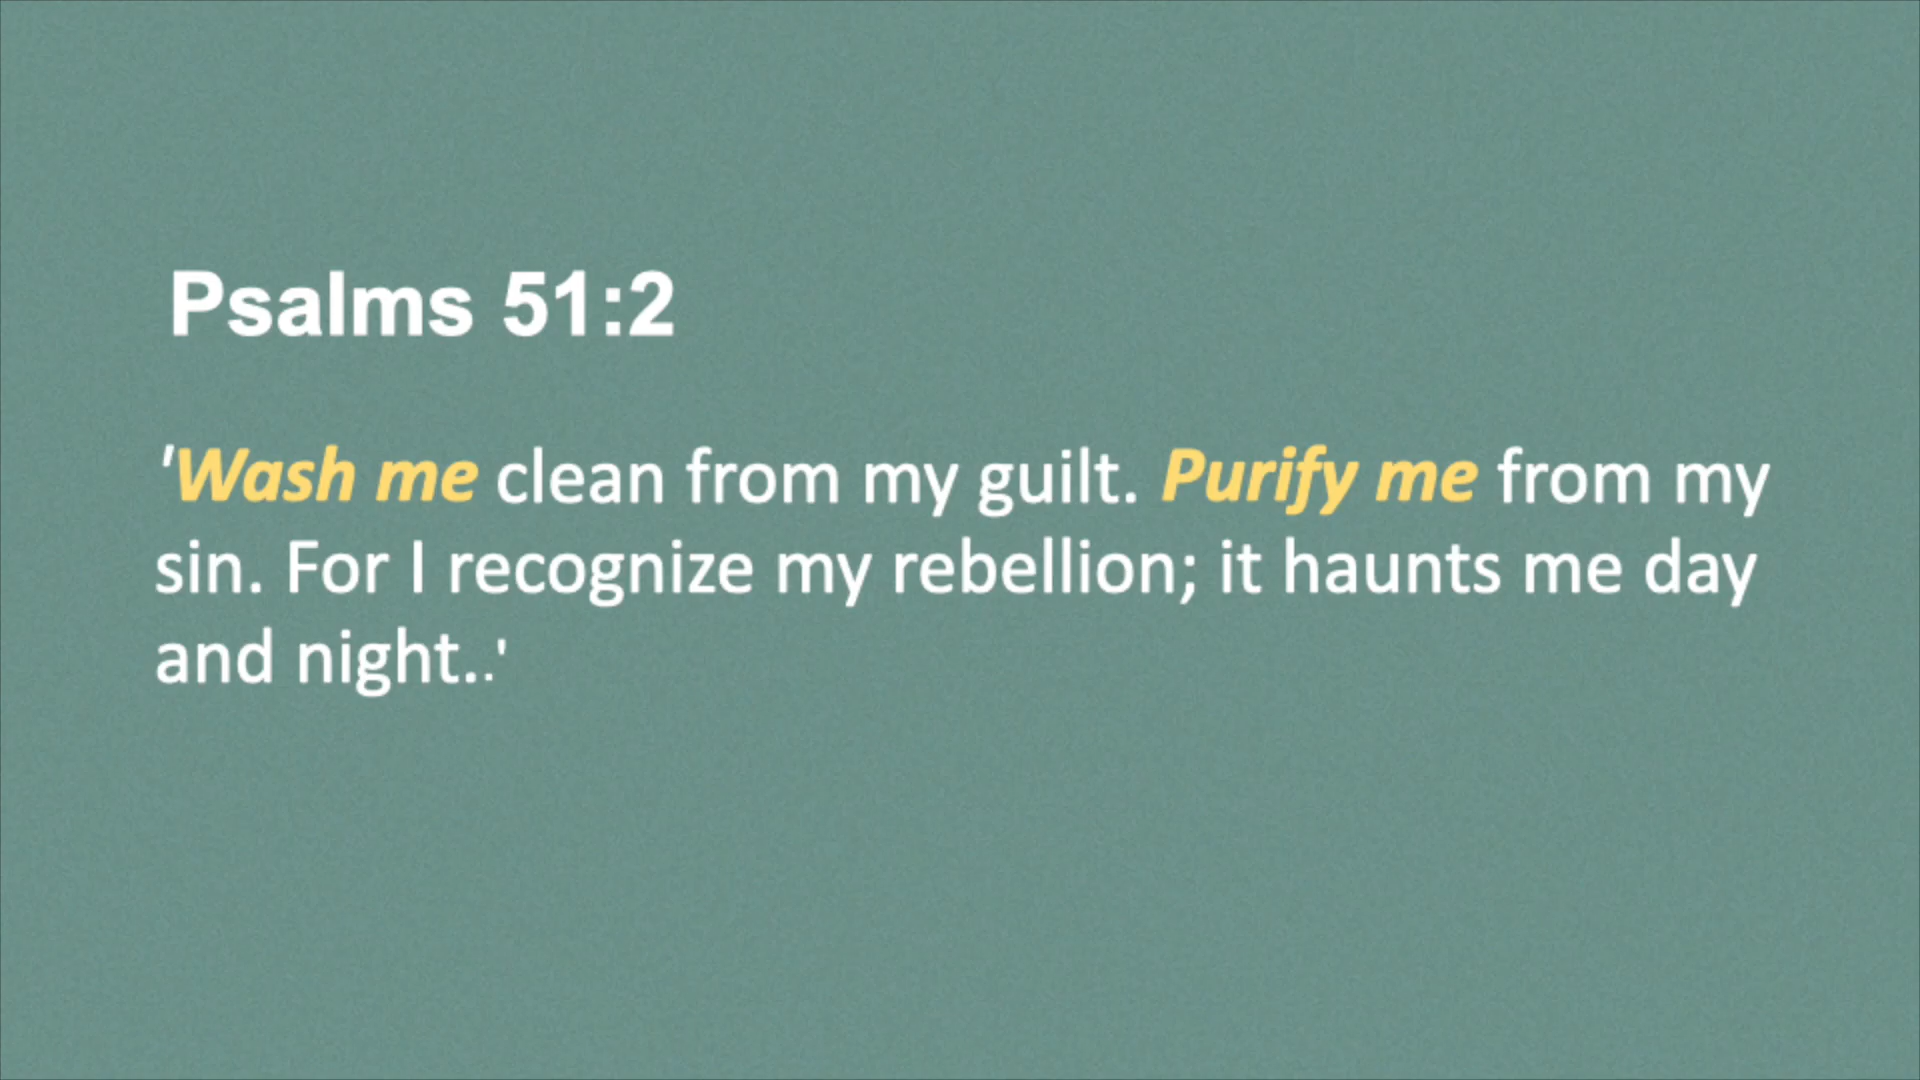 Psalms 51:2
'Wash me clean from my guilt. Purify me from my
sin. For I recognize my rebellion; it haunts me day
and night..'